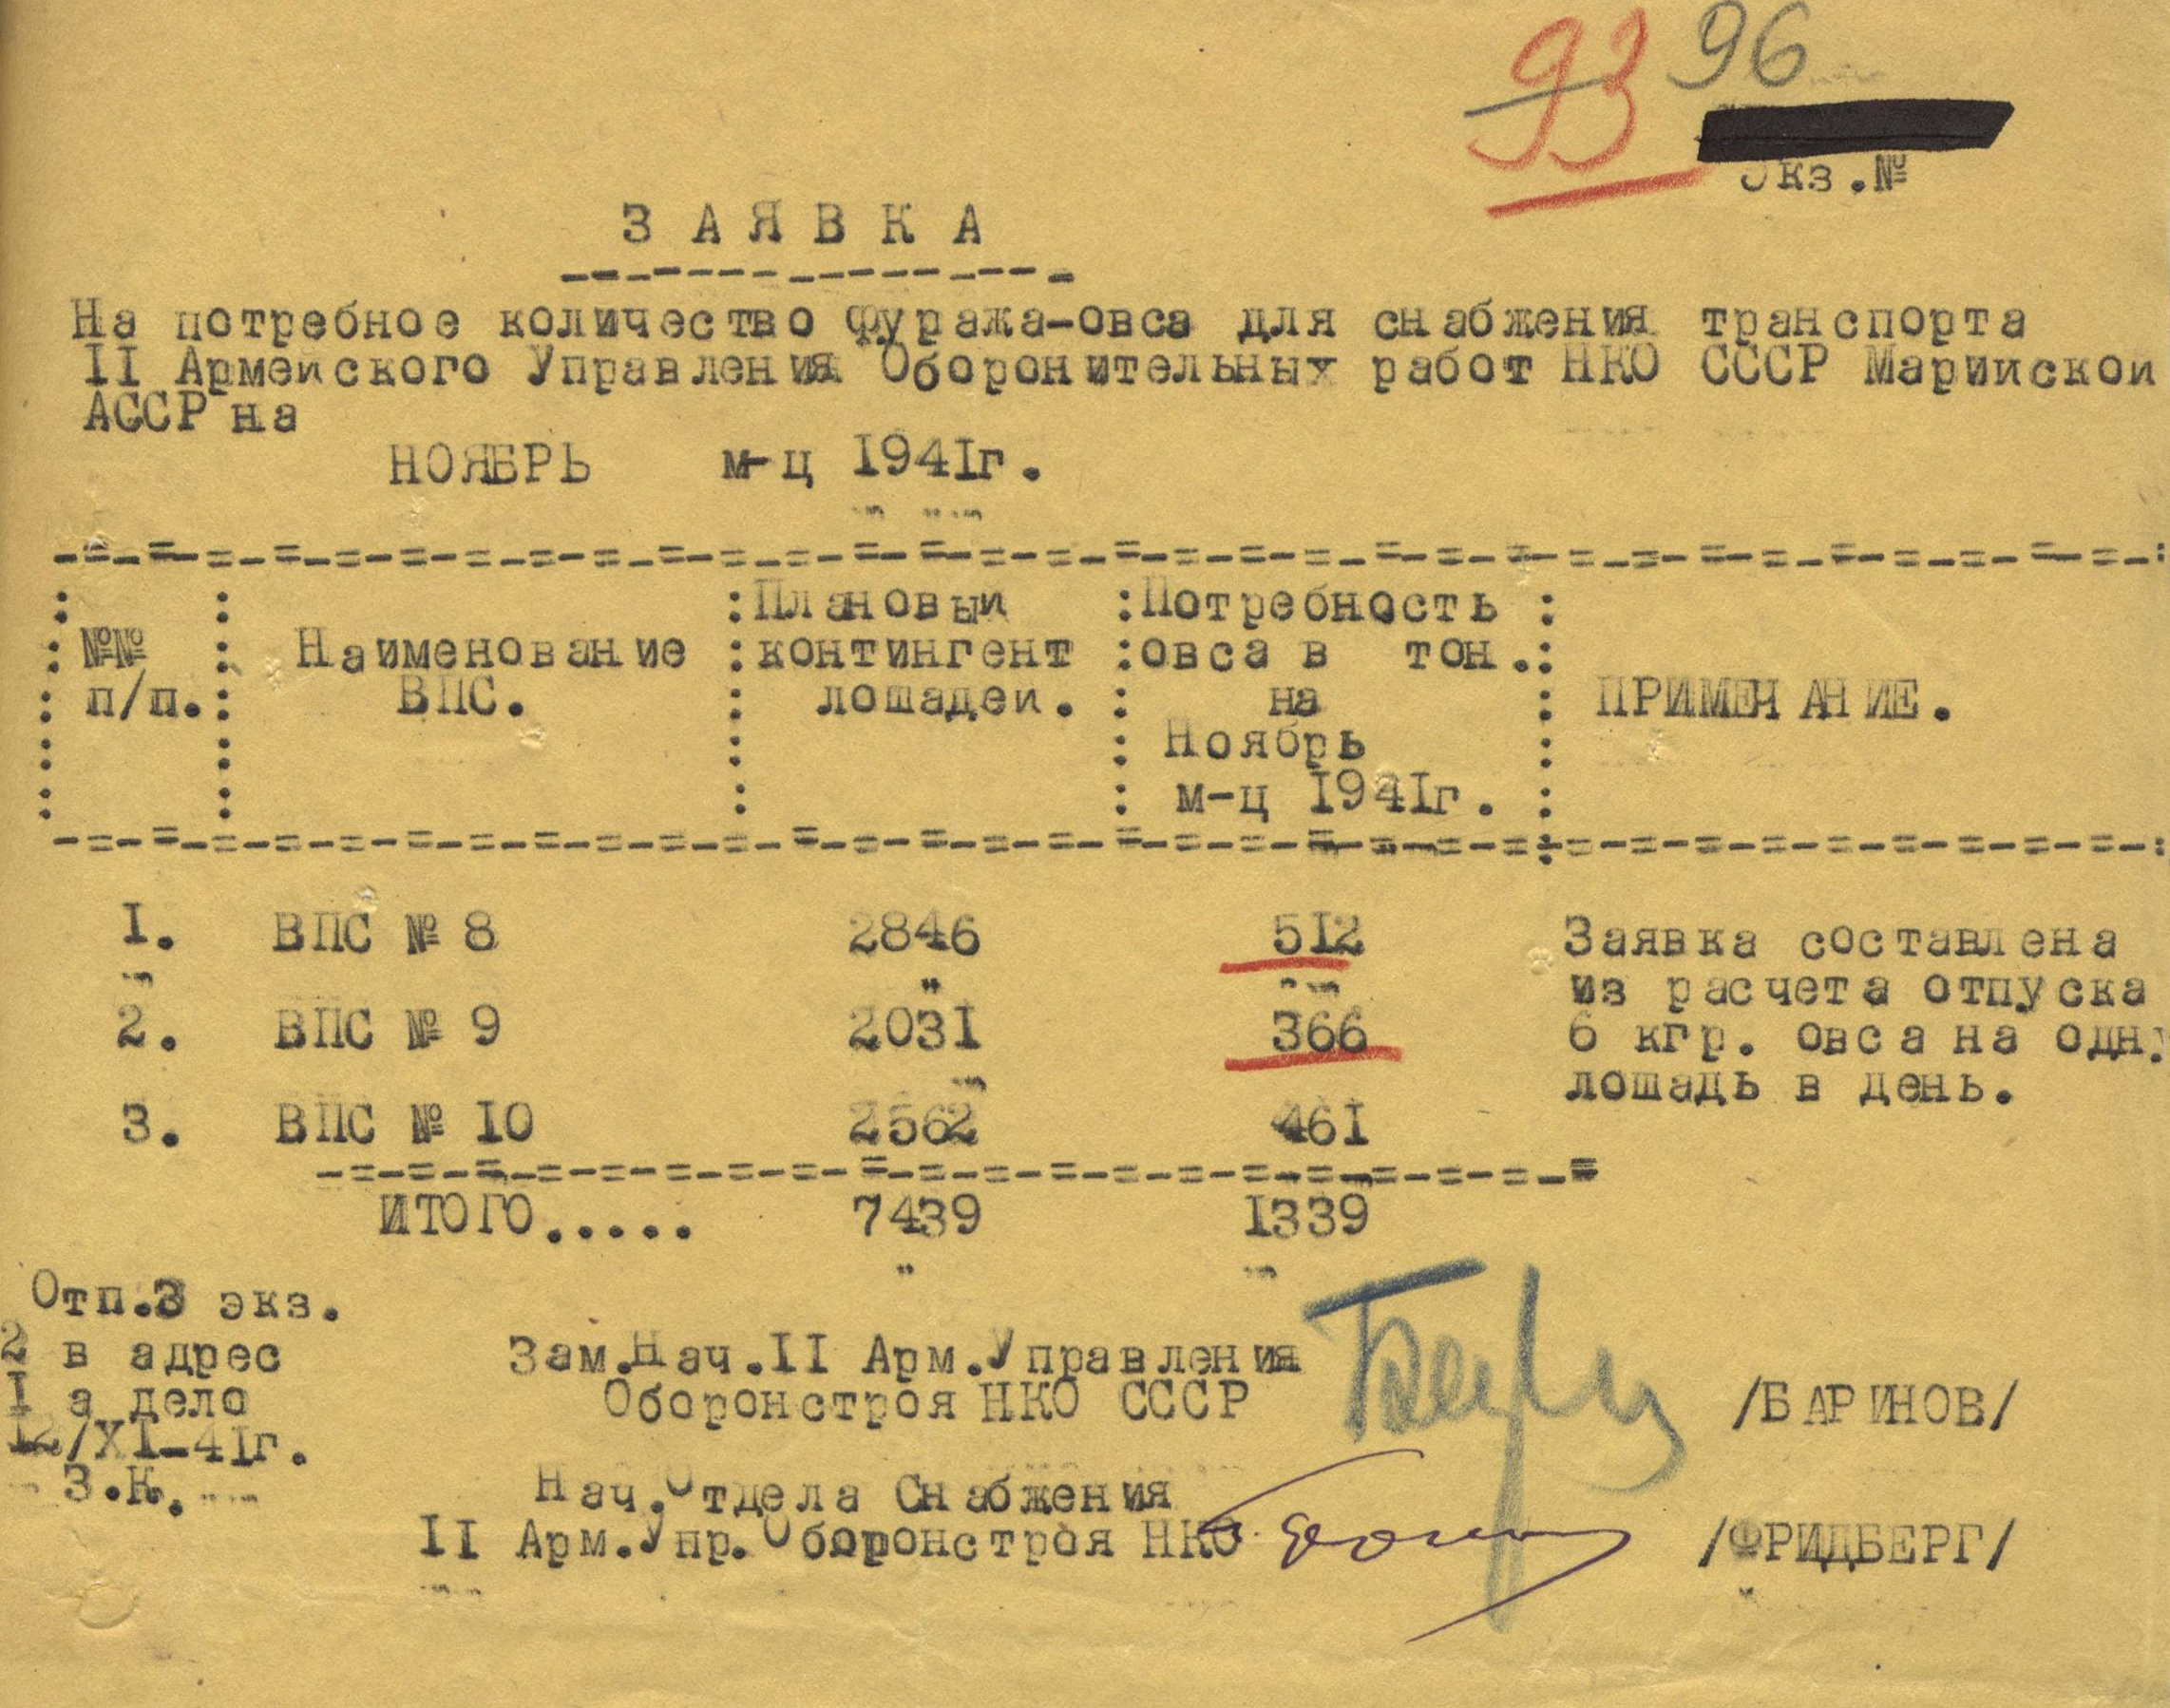 93 96
Экз.№
ЗАЯВКА
На потребное количество фуража-овса для снабжения транспорта
II Армейского Управления Оборонительных работ НКО СССР Марийской
АССР на
НОЯБРЬ м-ц 1941г.
№№ п/п.
Наименование ВПС.
Плановый контингент лошадей.
Потребность овса в тон. на Ноябрь м-ц 1941г.
ПРИМЕЧАНИЕ.
I. ВПС № 8 2846 512
2. ВПС № 9 2031 366
3. ВПС № 10 2562 461
Заявка составлена
из расчета отпуска
6 кгр. овса на одну
лошадь в день.
ИТОГО..... 7439 1339
Отп.3 экз.
2 в адрес
I а дело
12/XI-41г.
З.К.
Зам.Нач.II Арм.Управления
Оборонстроя НКО СССР /БАРИНОВ/
Нач.Отдела Снабжения
II Арм.Упр.Оборонстроя НКО /ФРИДБЕРГ/